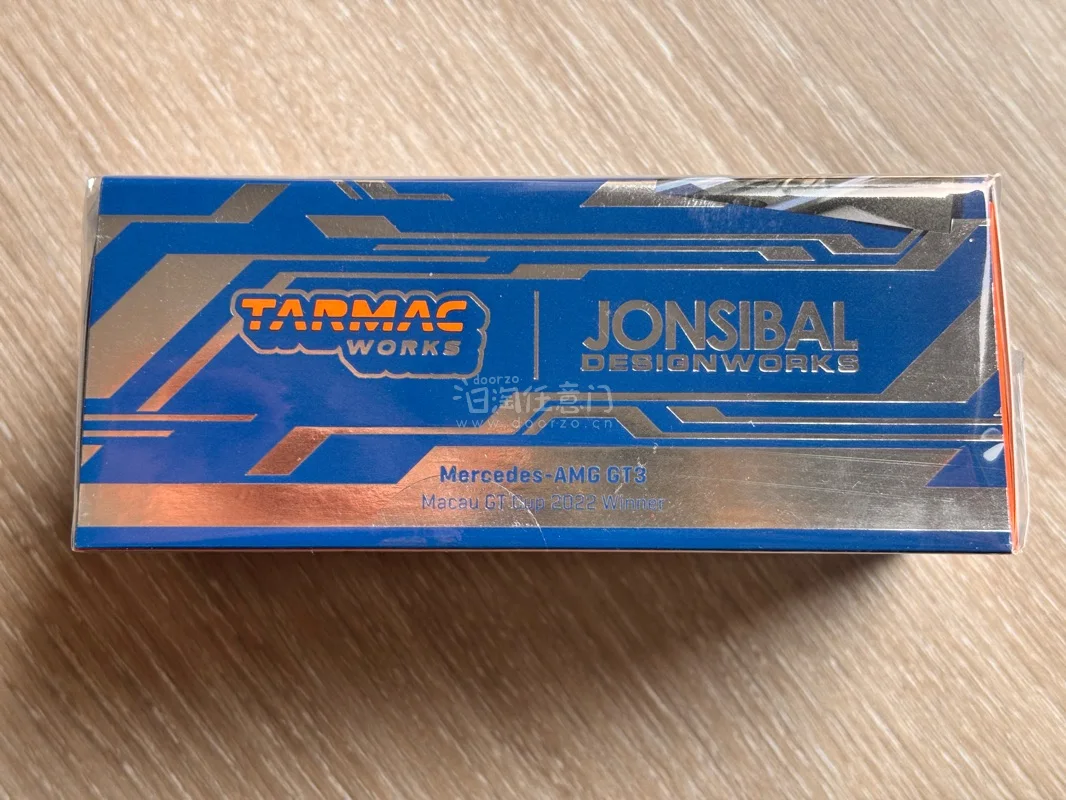 TARMAC
WORKS
JONSIBAL
DESIGNWORKS
doorzo
日淘任意门
www.doorzo.cn
Mercedes-AMG GT3
Macau GT Cup 2022 Winner